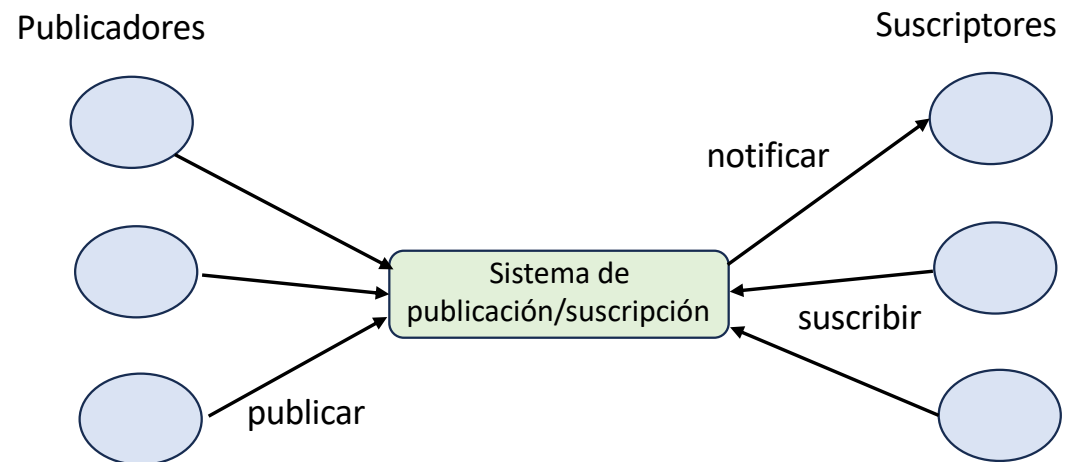 Publicadores
Suscriptores
notificar
Sistema de
publicación/suscripción
suscribir
publicar